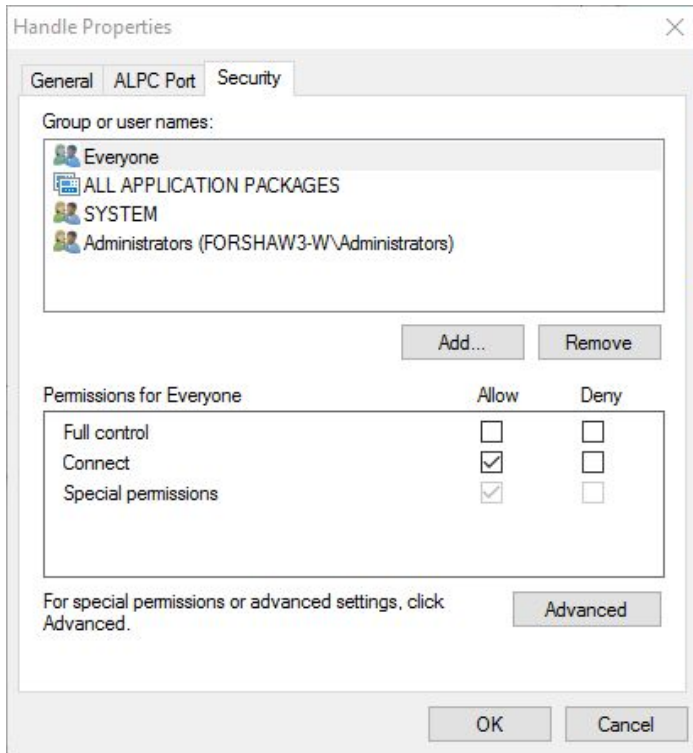 Handle Properties
General ALPC Port Security
Group or user names:
Everyone
ALL APPLICATION PACKAGES
SYSTEM
Administrators (FORSHAW3-W\Administrators)
Add... Remove
Permissions for Everyone Allow Deny
Full control
Connect
Special permissions
For special permissions or advanced settings, click
Advanced.
Advanced
OK Cancel